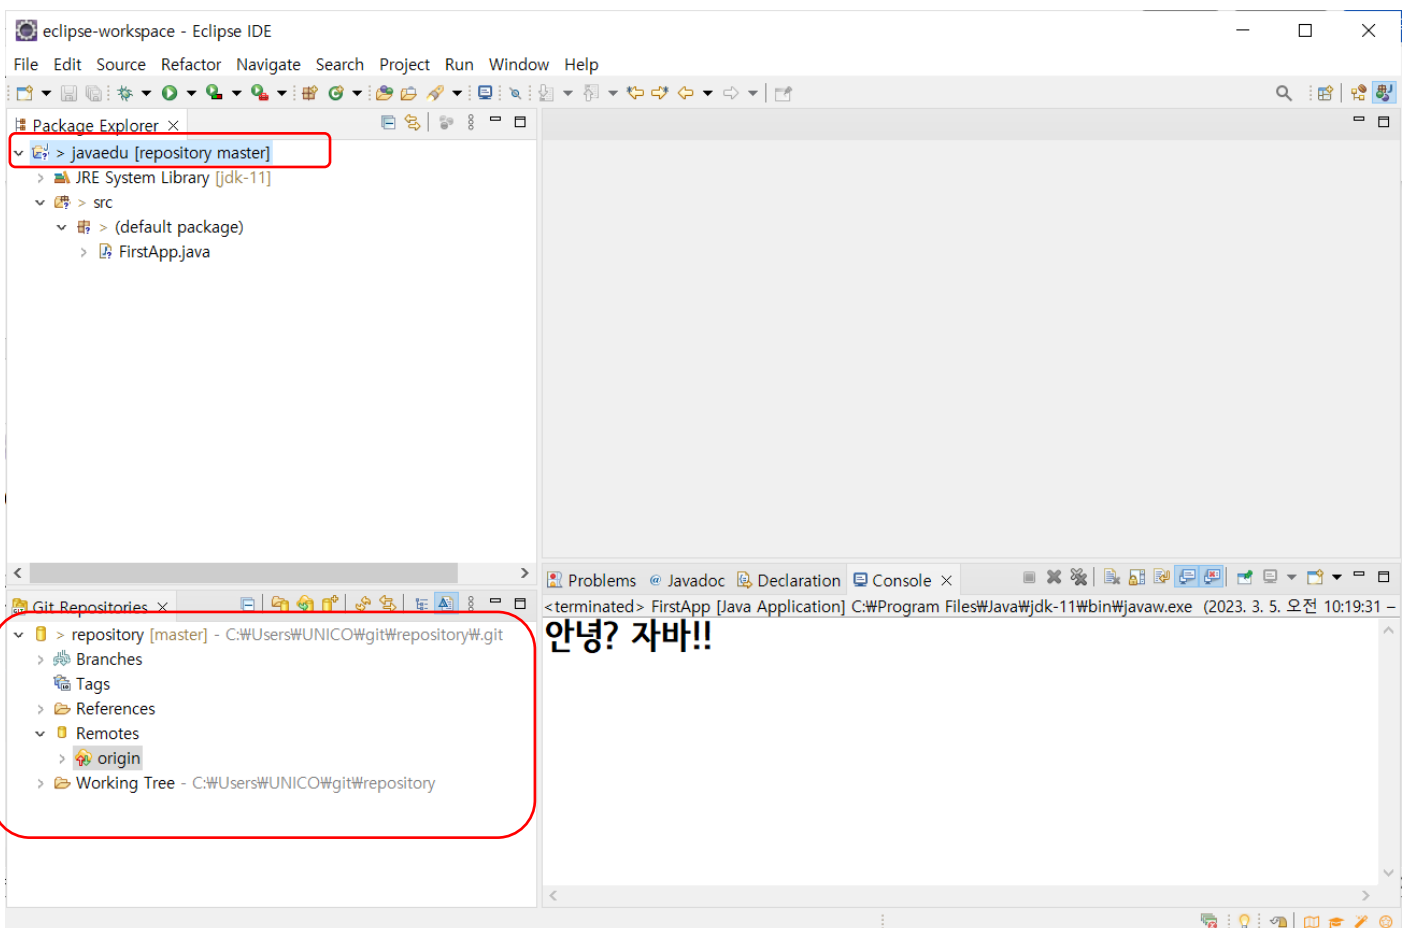 eclipse-workspace - Eclipse IDE
File Edit Source Refactor Navigate Search Project Run Window Help
Package Explorer
> javaedu [repository master]
JRE System Library [jdk-11]
> src
> (default package)
FirstApp.java
Problems Javadoc Declaration Console
<terminated> FirstApp [Java Application] C:₩Program Files₩Java₩jdk-11₩bin₩javaw.exe (2023. 3. 5. 오전 10:19:31 –
안녕? 자바!!
Git Repositories
> repository [master] - C:₩Users₩UNICO₩git₩repository₩.git
Branches
Tags
References
Remotes
origin
Working Tree - C:₩Users₩UNICO₩git₩repository